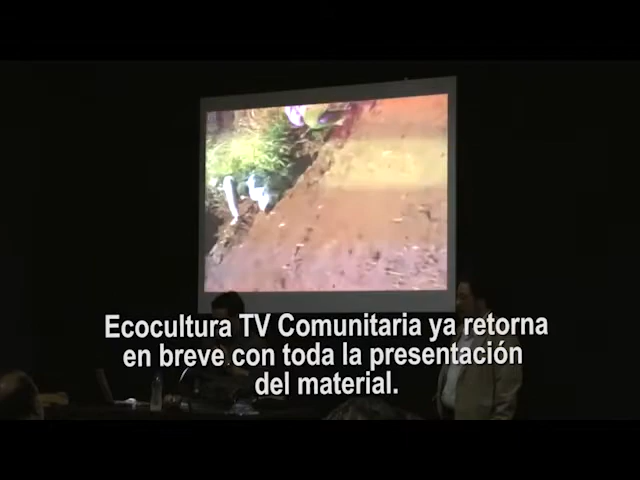 Ecocultura TV Comunitaria ya retorna
en breve con toda la presentación
del material.